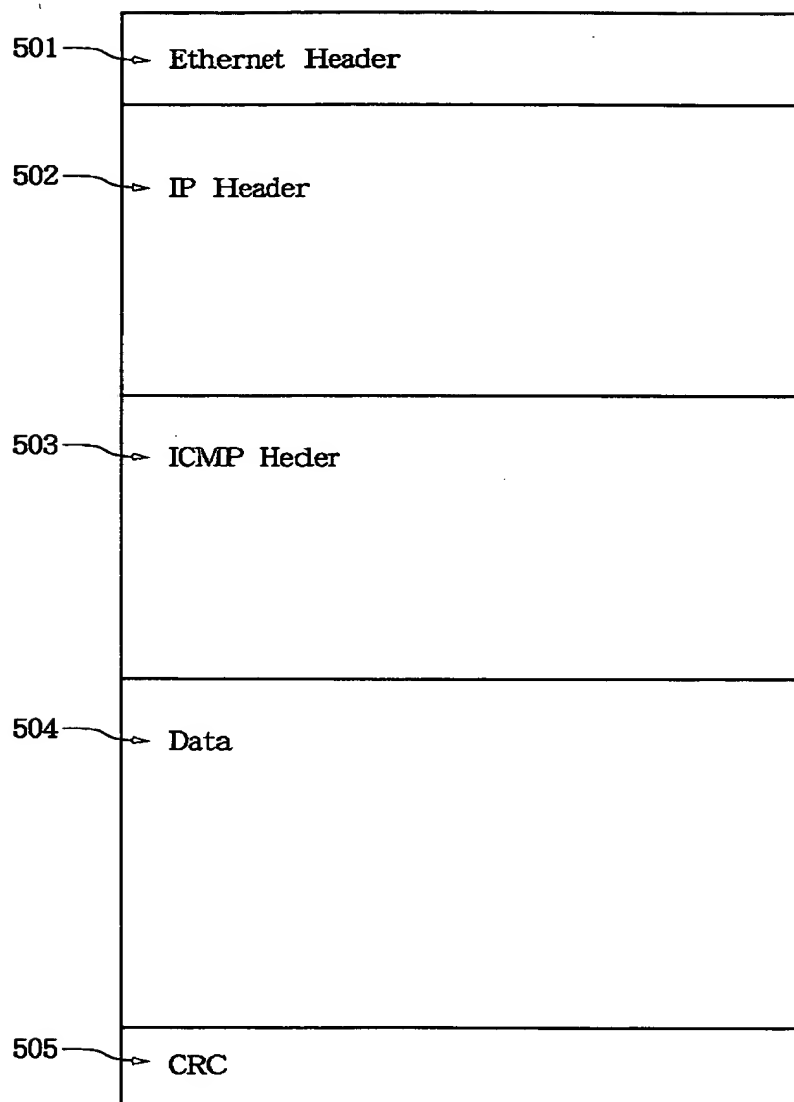 501 Ethernet Header
502 IP Header
503 ICMP Heder
504 Data
505 CRC